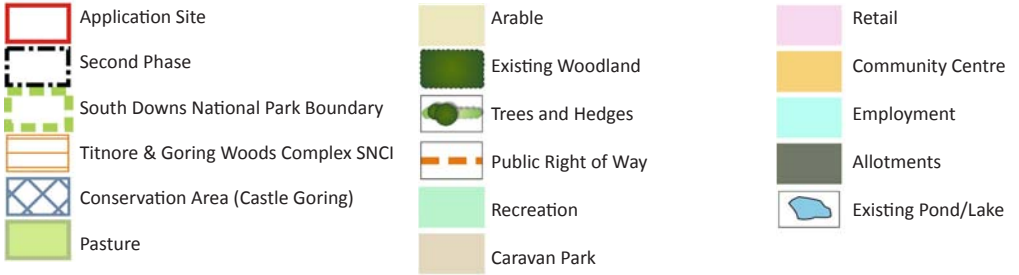 Application Site
Second Phase
South Downs National Park Boundary
Titnore & Goring Woods Complex SNCI
Conservation Area (Castle Goring)
Pasture
Arable
Existing Woodland
Trees and Hedges
Public Right of Way
Recreation
Caravan Park
Retail
Community Centre
Employment
Allotments
Existing Pond/Lake